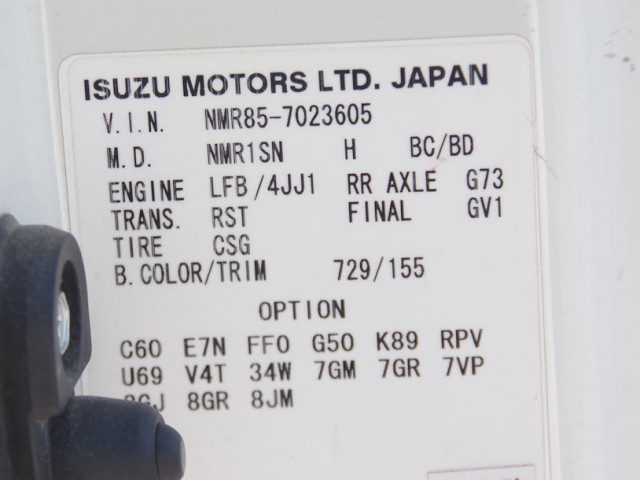 ISUZU MOTORS LTD. JAPAN
V.I.N. NMR85-7023605
M.D. NMR1SN H BC/BD
ENGINE LFB/4JJ1 RR AXLE G73
TRANS. RST FINAL GV1
TIRE CSG
B.COLOR/TRIM 729/155
OPTION
C60 E7N FF0 G50 K89 RPV
U69 V4T 34W 7GM 7GR 7VP
8GR 8JM